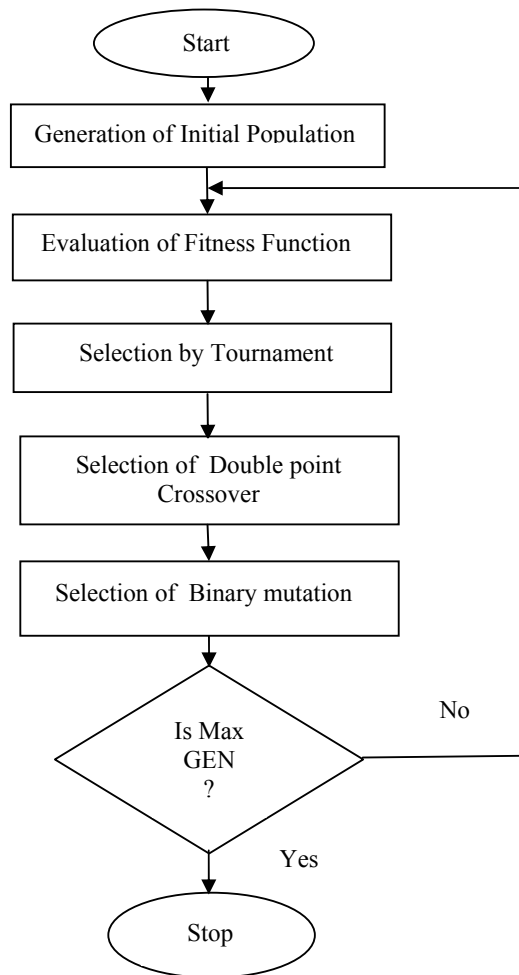 Start
Generation of Initial Population
Evaluation of Fitness Function
Selection by Tournament
Selection of Double point
Crossover
Selection of Binary mutation
No
Is Max
GEN
?
Yes
Stop